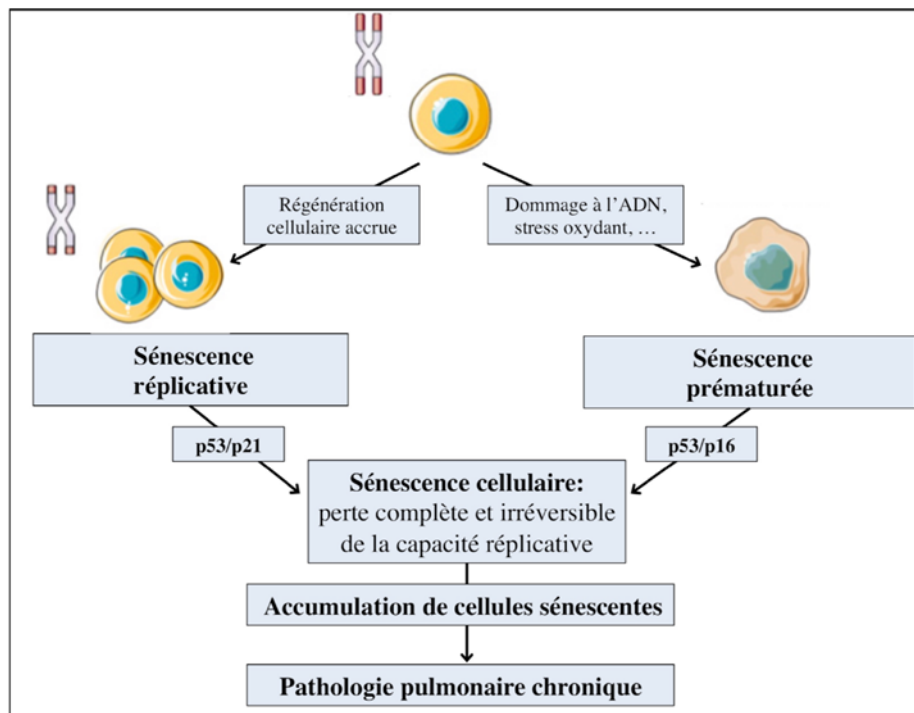 Régénération
cellulaire accrue
Dommage à l'ADN,
stress oxydant, …
Sénescence
réplicative
Sénescence
prématurée
p53/p21
p53/p16
Sénescence cellulaire:
perte complète et irréversible
de la capacité réplicative
Accumulation de cellules sénescentes
Pathologie pulmonaire chronique